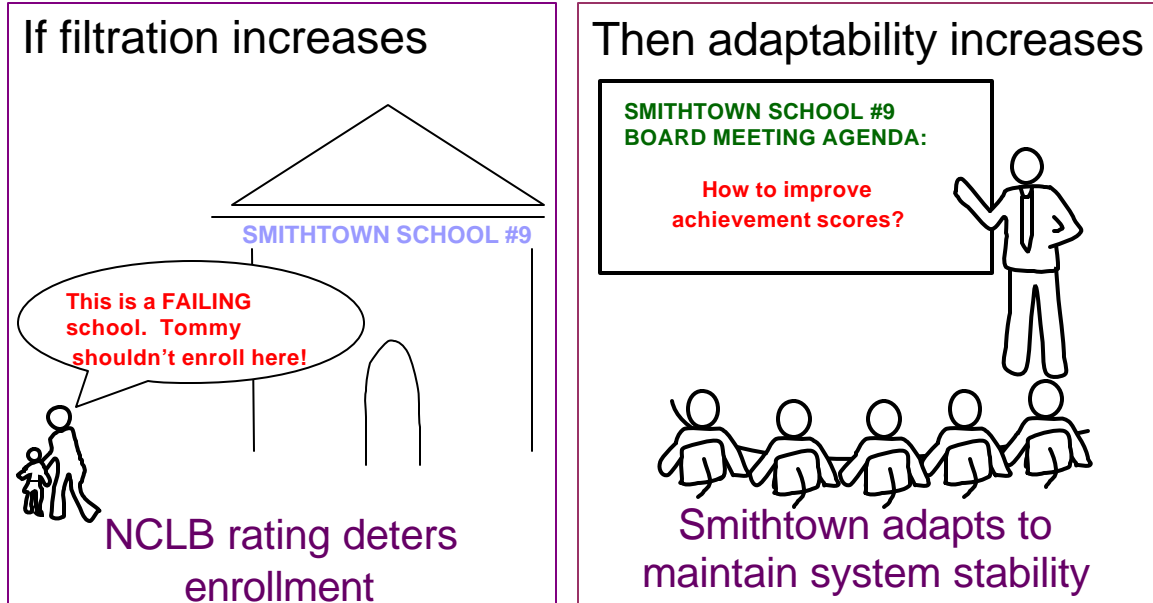 If filtration increases
SMITHTOWN SCHOOL #9
This is a FAILING
school. Tommy
shouldn't enroll here!
NCLB rating deters
enrollment
Then adaptability increases
SMITHTOWN SCHOOL #9
BOARD MEETING AGENDA:
How to improve
achievement scores?
Smithtown adapts to
maintain system stability